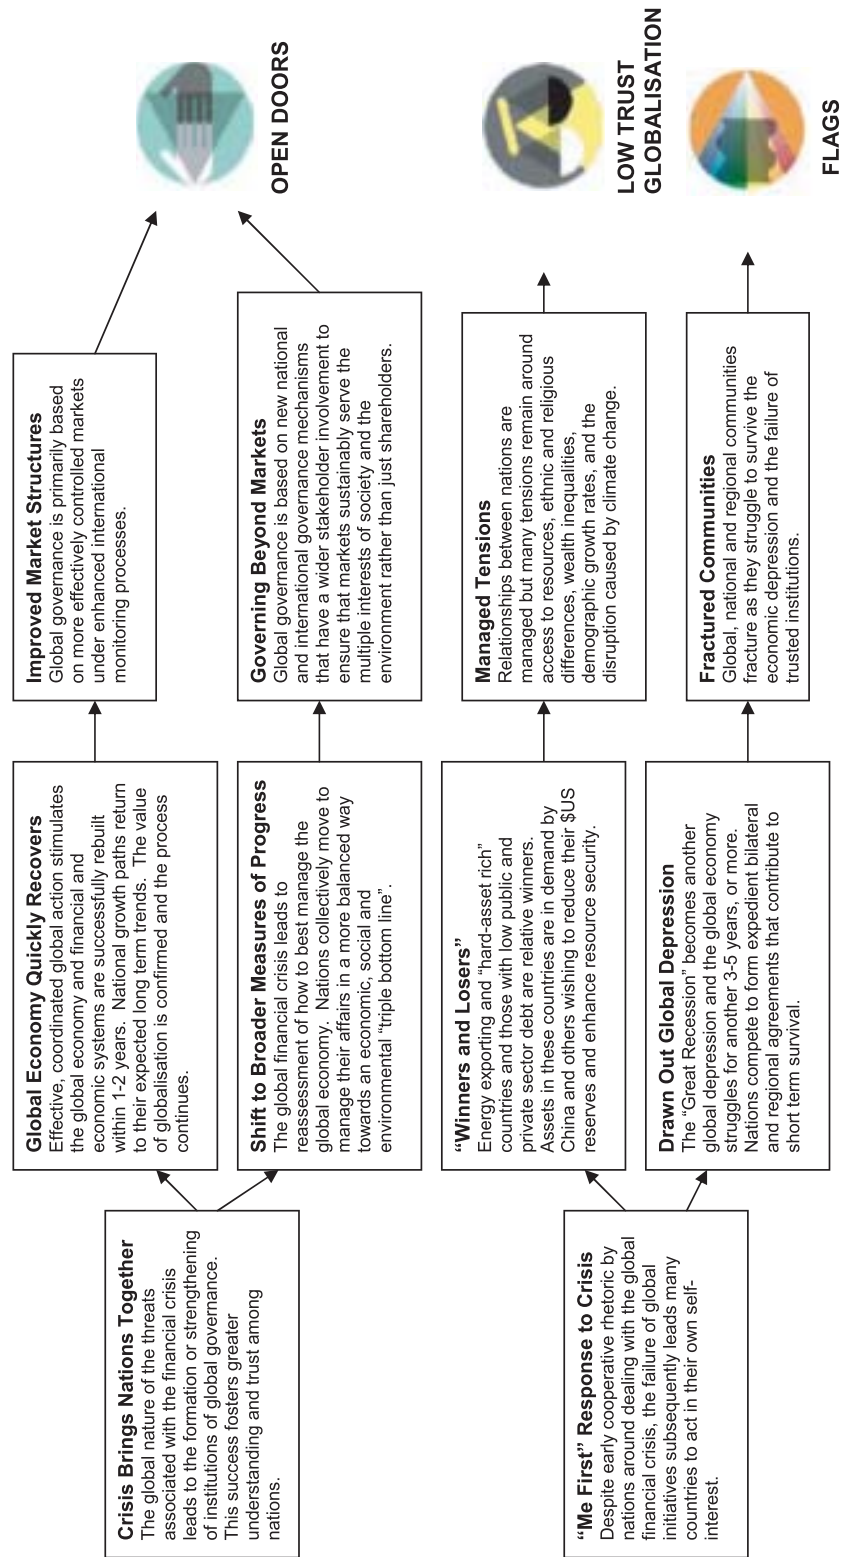 Crisis Brings Nations Together
The global nature of the threats
associated with the financial crisis
leads to the formation or strengthening
of institutions of global governance.
This success fosters greater
understanding and trust among
nations.
“Me First” Response to Crisis
Despite early cooperative rhetoric by
nations around dealing with the global
financial crisis, the failure of global
initiatives subsequently leads many
countries to act in their own self-
interest.
Global Economy Quickly Recovers
Effective, coordinated global action stimulates
the global economy and financial and
economic systems are successfully rebuilt
within 1-2 years. National growth paths return
to their expected long term trends. The value
of globalisation is confirmed and the process
continues.
Shift to Broader Measures of Progress
The global financial crisis leads to
reassessment of how to best manage the
global economy. Nations collectively move to
manage their affairs in a more balanced way
towards an economic, social and
environmental “triple bottom line”.
“Winners and Losers”
Energy exporting and “hard-asset rich”
countries and those with low public and
private sector debt are relative winners.
Assets in these countries are in demand by
China and others wishing to reduce their $US
reserves and enhance resource security.
Drawn Out Global Depression
The “Great Recession” becomes another
global depression and the global economy
struggles for another 3-5 years, or more.
Nations compete to form expedient bilateral
and regional agreements that contribute to
short term survival.
Improved Market Structures
Global governance is primarily based
on more effectively controlled markets
under enhanced international
monitoring processes.
Governing Beyond Markets
Global governance is based on new national
and international governance mechanisms
that have a wider stakeholder involvement to
ensure that markets sustainably serve the
multiple interests of society and the
environment rather than just shareholders.
Managed Tensions
Relationships between nations are
managed but many tensions remain around
access to resources, ethnic and religious
differences, wealth inequalities,
demographic growth rates, and the
disruption caused by climate change.
Fractured Communities
Global, national and regional communities
fracture as they struggle to survive the
economic depression and the failure of
trusted institutions.
OPEN DOORS
LOW TRUST
GLOBALISATION
FLAGS